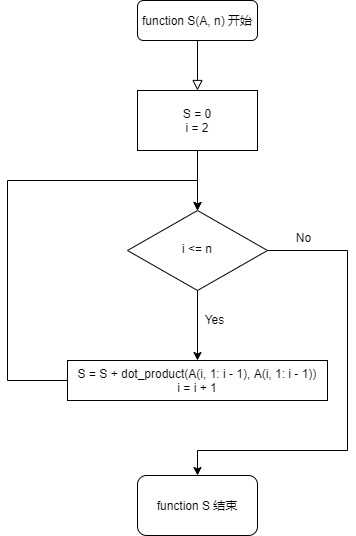 function S(A, n) 开始
S = 0
i = 2
i <= n
No
Yes
S = S + dot_product(A(i, 1: i - 1), A(i, 1: i - 1))
i = i + 1
function S 结束